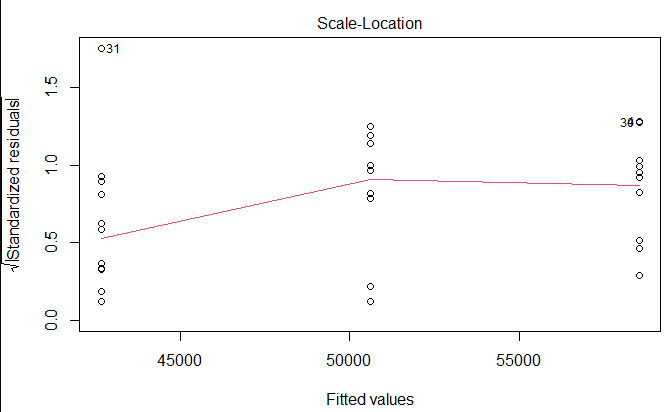 Scale-Location
√|Standardized residuals|
1.5
1.0
0.5
0.0
31
45000
50000
55000
Fitted values